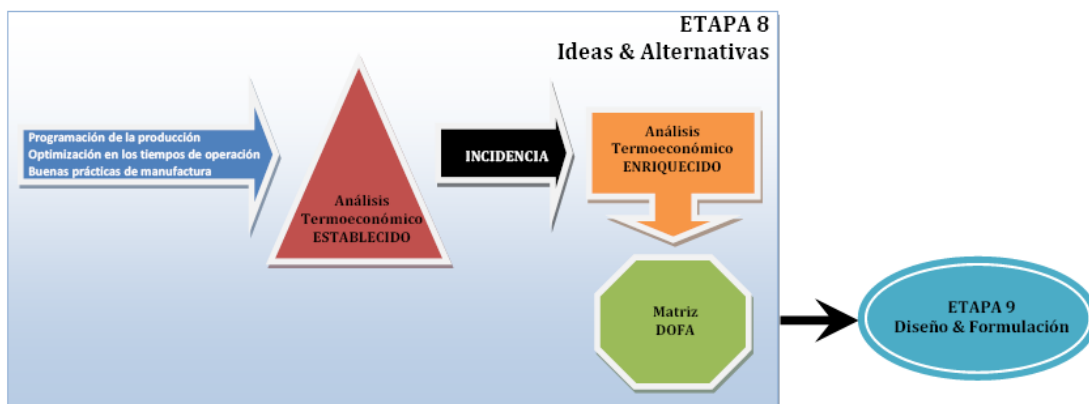 ETAPA 8
Ideas & Alternativas
Programación de la producción
Optimización en los tiempos de operación
Buenas prácticas de manufactura
Análisis
Termoeconómico
ESTABLECIDO
INCIDENCIA
Análisis
Termoeconómico
ENRIQUECIDO
Matriz
DOFA
ETAPA 9
Diseño & Formulación